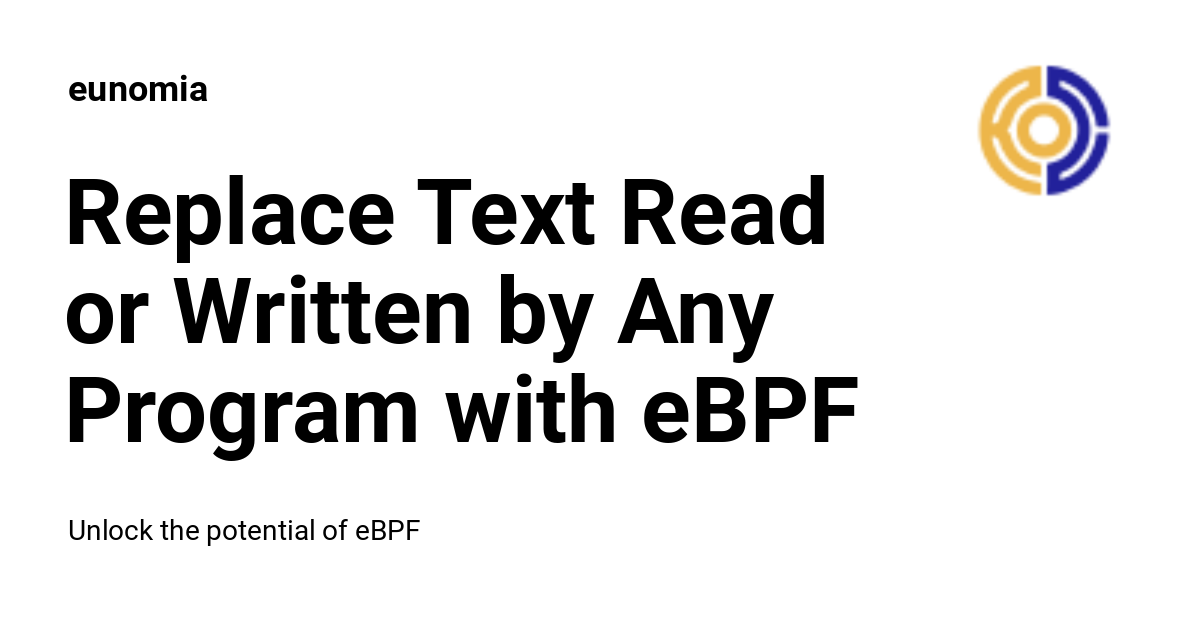 eunomia
Replace Text Read
or Written by Any
Program with eBPF
Unlock the potential of eBPF